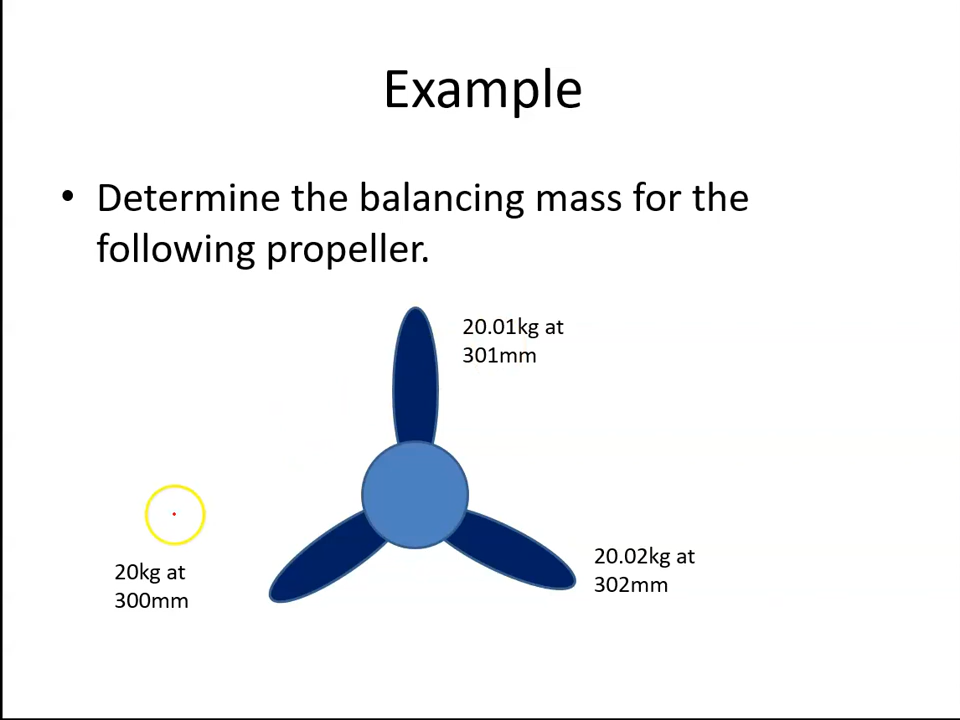 Example
• Determine the balancing mass for the
following propeller.
20.01kg at
301mm
20.02kg at
302mm
20kg at
300mm